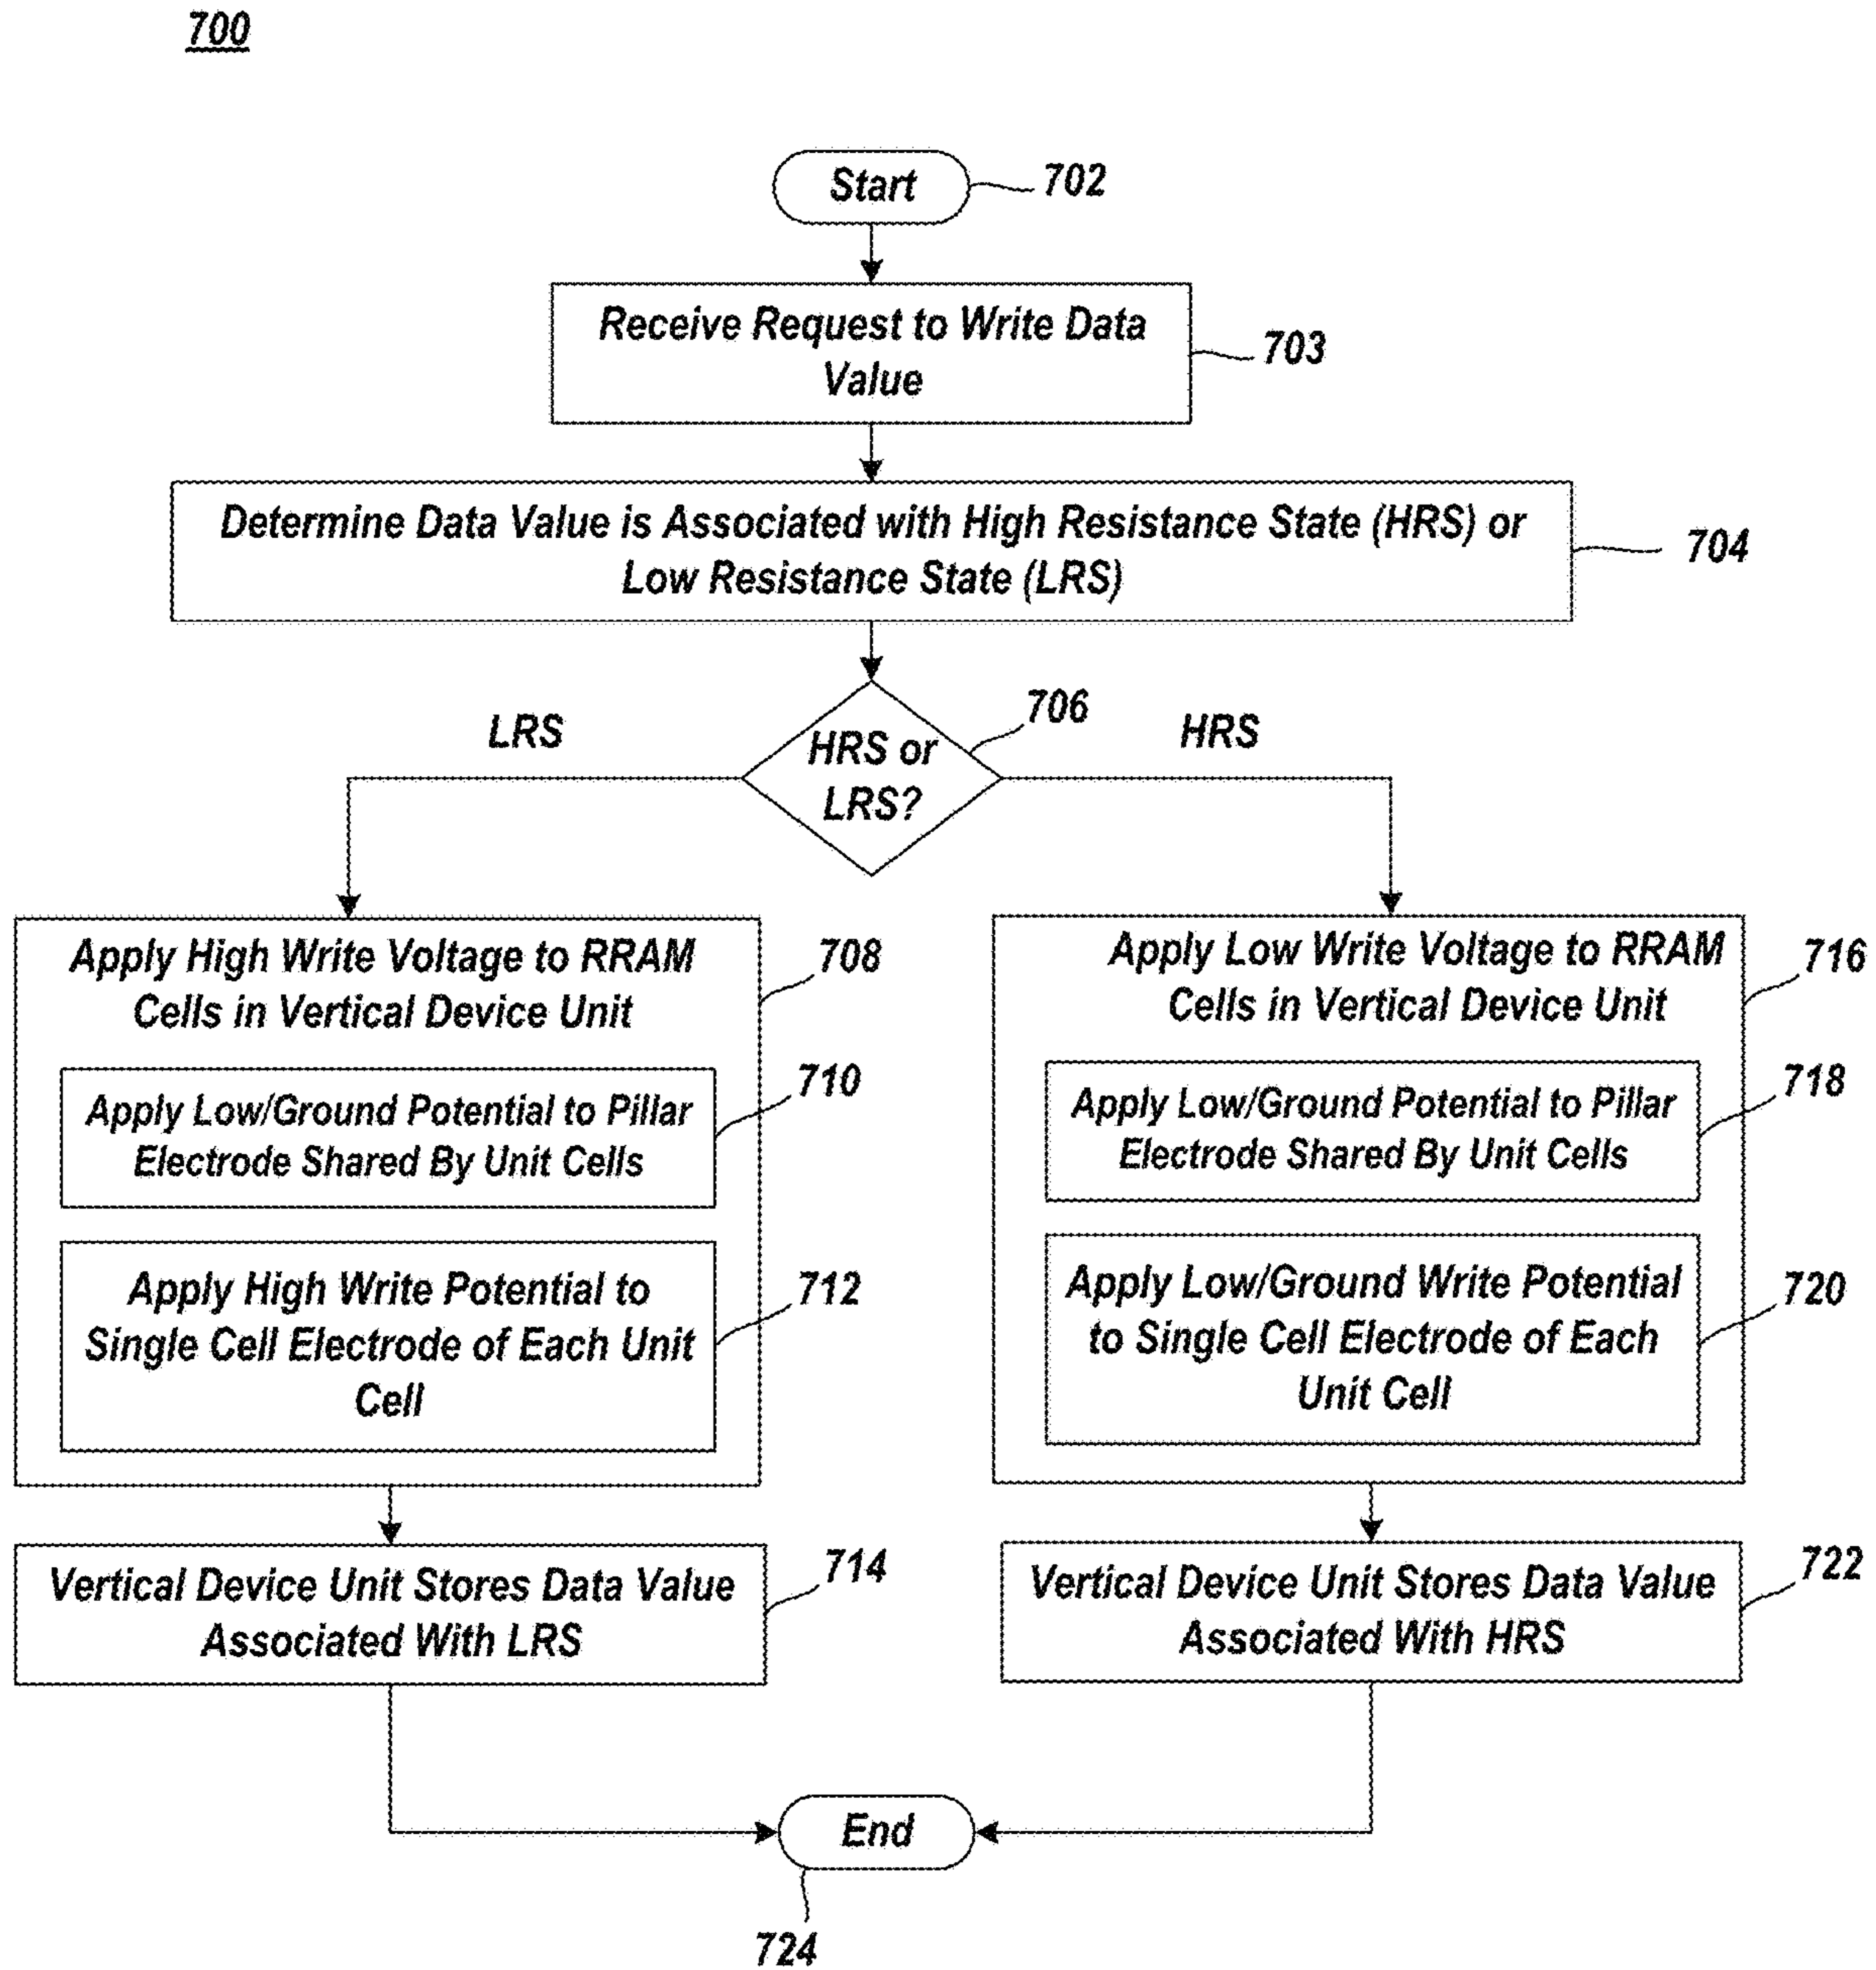 700
Start
702
Receive Request to Write Data
Value
703
Determine Data Value is Associated with High Resistance State (HRS) or
Low Resistance State (LRS)
704
706
LRS
HRS or
LRS?
HRS
Apply High Write Voltage to RRAM
Cells in Vertical Device Unit
708
Apply Low/Ground Potential to Pillar
Electrode Shared By Unit Cells
710
Apply High Write Potential to
Single Cell Electrode of Each Unit
Cell
712
Vertical Device Unit Stores Data Value
Associated With LRS
714
Apply Low Write Voltage to RRAM
Cells in Vertical Device Unit
716
Apply Low/Ground Potential to Pillar
Electrode Shared By Unit Cells
718
Apply Low/Ground Write Potential
to Single Cell Electrode of Each
Unit Cell
720
Vertical Device Unit Stores Data Value
Associated With HRS
722
End
724